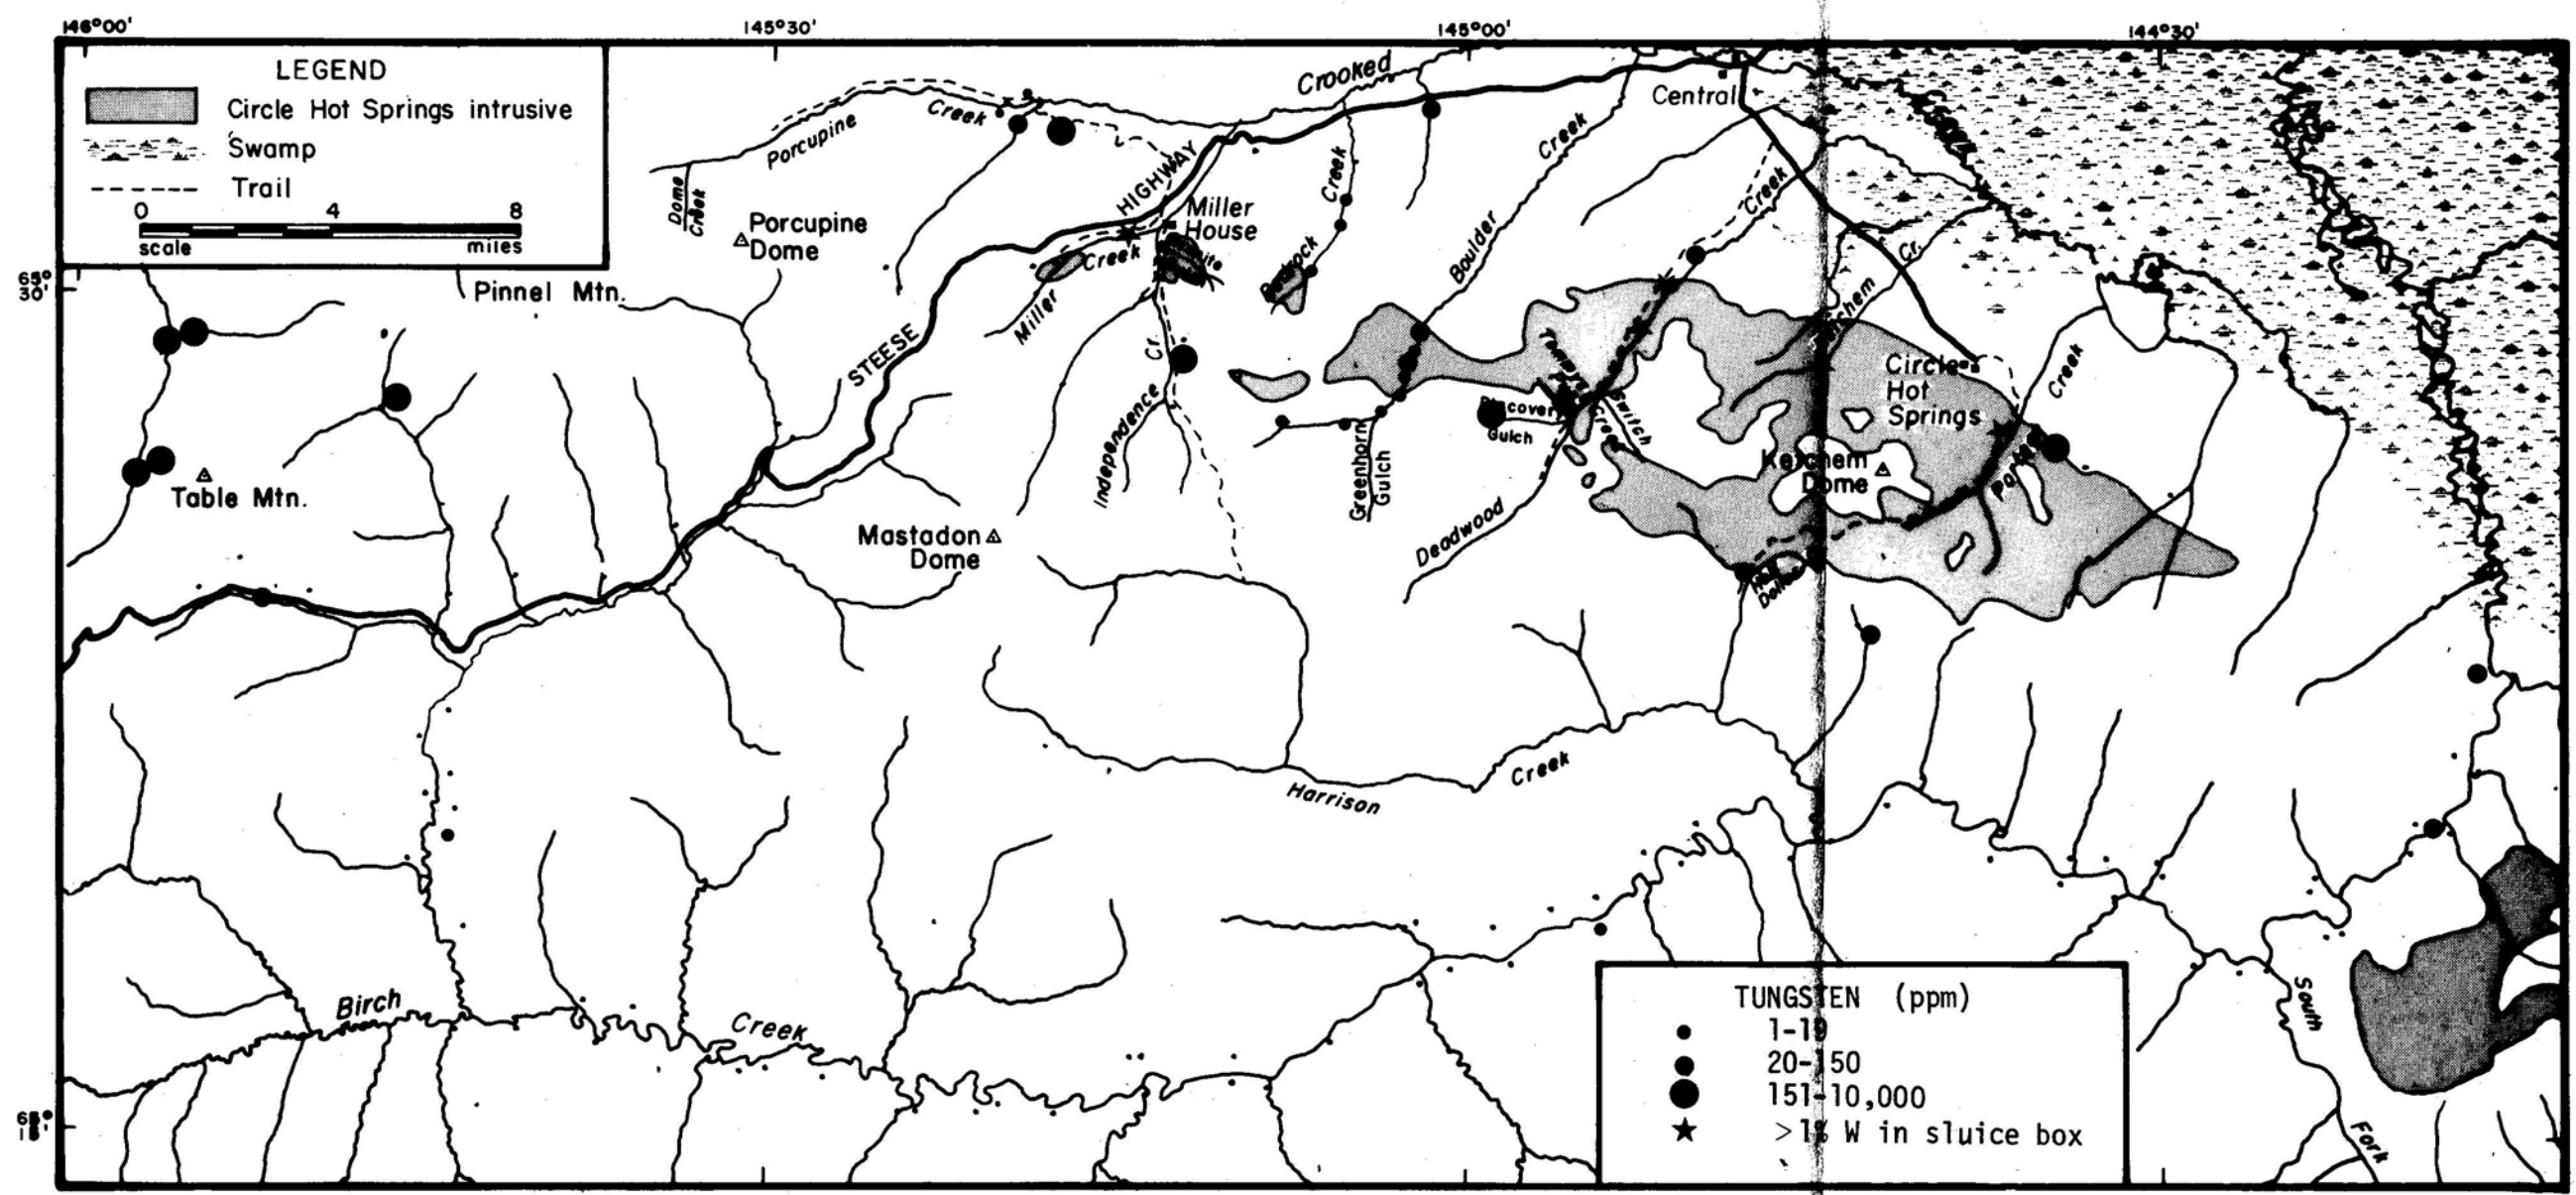 146°00'
145°30'
145°00'
144°30'
LEGEND
Circle Hot Springs intrusive
Swamp
Trail
0 4 8
scale miles
65°
30'
65°
15'
Crooked
Creek
Porcupine
Dome
Creek
Porcupine
Dome
HIGHWAY
STEESE
Miller
House
Creek
Miller
Pinnel Mtn.
Creek
Boulder
Creek
Central
Creek
Cr.
Independence
Cr.
Greenhorn
Gulch
Discovery
Gulch
Switch
Creek
Deadwood
Circle
Hot
Springs
Creek
Ketchem
Dome
Table Mtn.
Mastadon
Dome
Harrison
Creek
Birch
Creek
South
Fork
TUNGSTEN (ppm)
1-19
20-150
151-10,000
>1% W in sluice box